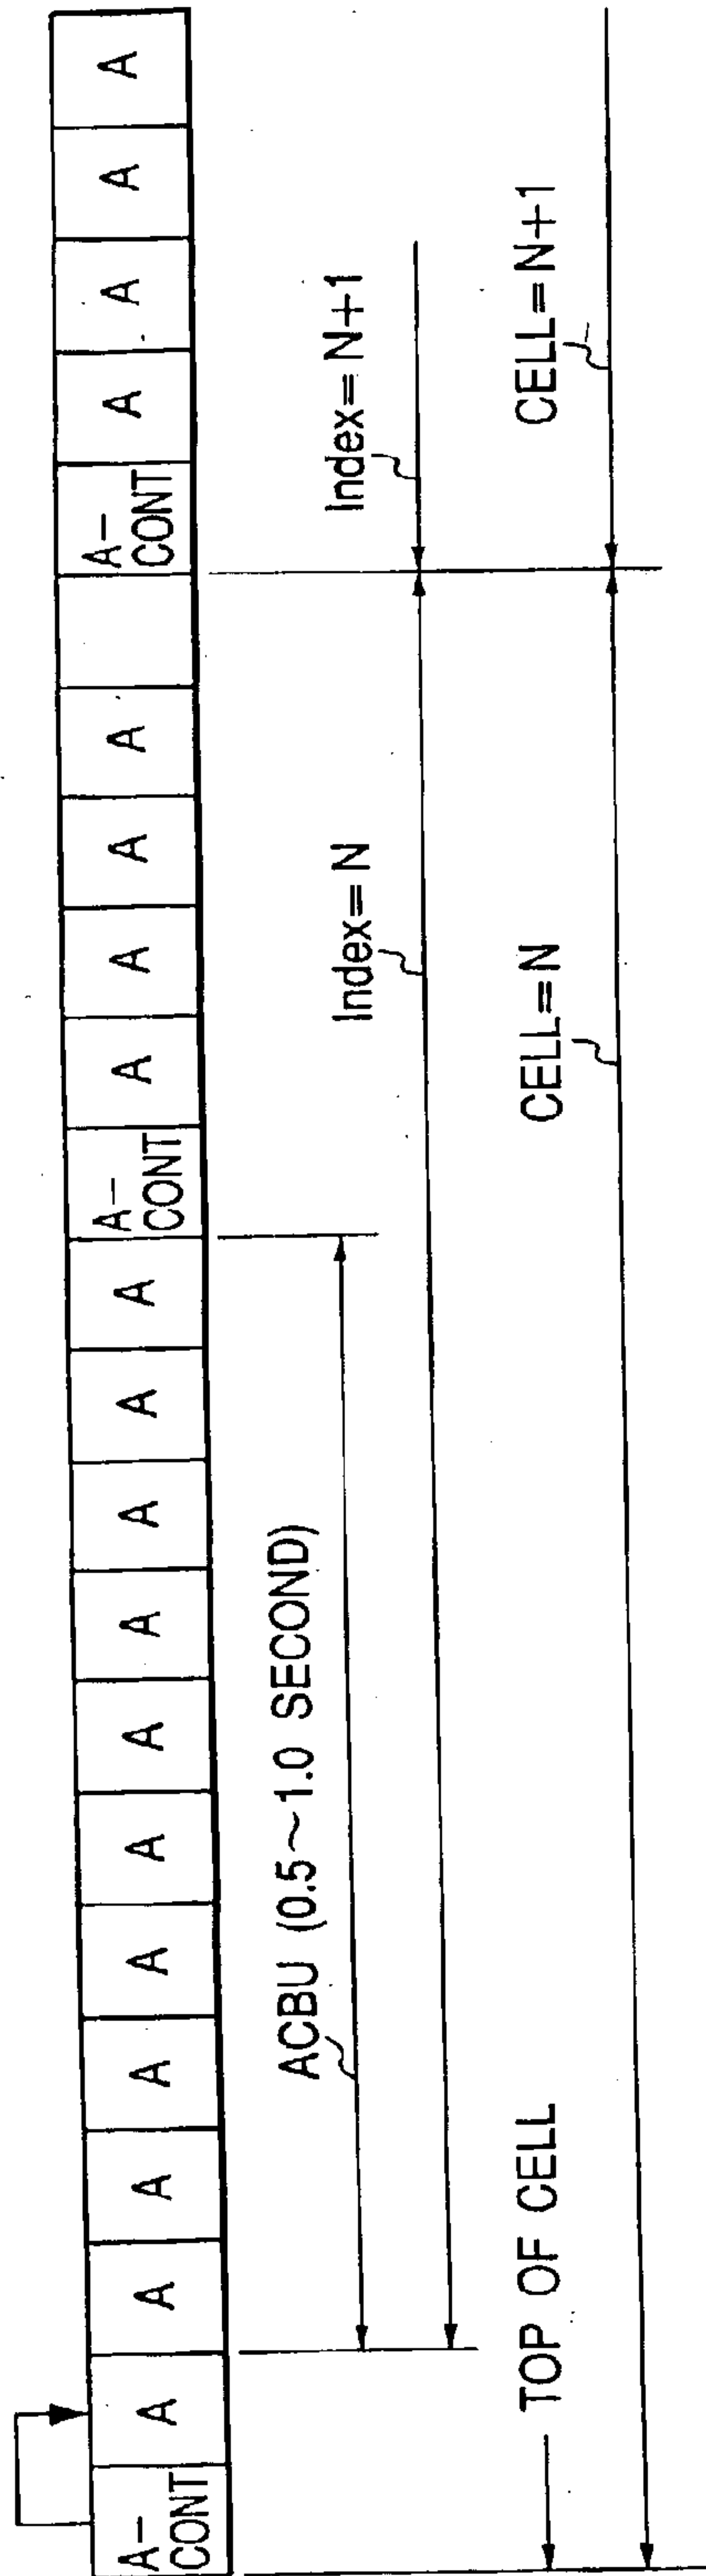 A-
CONT
A
A
A
A
A
A
A
A
A
A
A
A-
CONT
A
A
A
A
A-
CONT
A
A
A
A
ACBU (0.5~1.0 SECOND)
Index=N
Index=N+1
TOP OF CELL
CELL=N
CELL=N+1